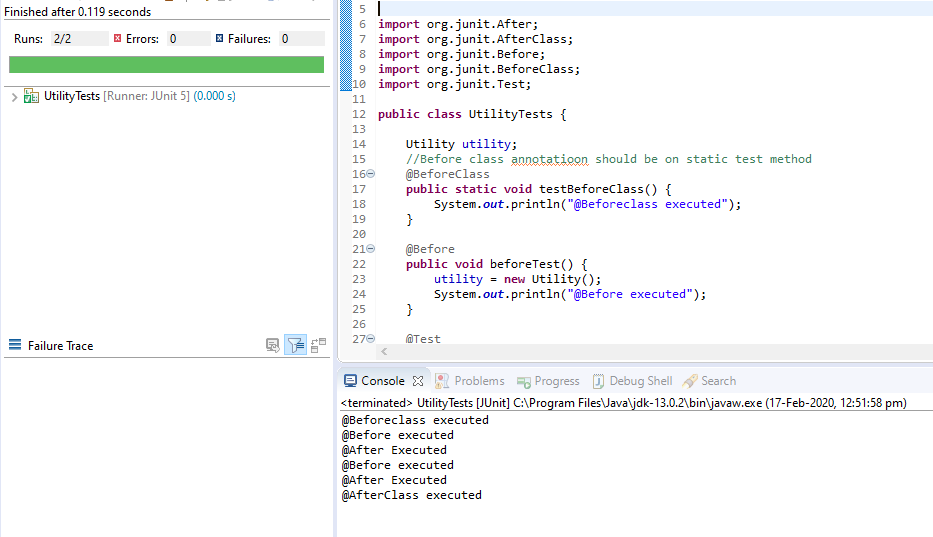 Finished after 0.119 seconds
Runs: 2/2 Errors: 0 Failures: 0
UtilityTests [Runner: JUnit 5] (0.000 s)
Failure Trace
5
6 import org.junit.After;
7 import org.junit.AfterClass;
8 import org.junit.Before;
9 import org.junit.BeforeClass;
10 import org.junit.Test;
11
12 public class UtilityTests {
13
14 Utility utility;
15 //Before class annotatioon should be on static test method
16 @BeforeClass
17 public static void testBeforeClass() {
18 System.out.println("@Beforeclass executed");
19 }
20
21 @Before
22 public void beforeTest() {
23 utility = new Utility();
24 System.out.println("@Before executed");
25 }
26
27 @Test
Console Problems Progress Debug Shell Search
<terminated> UtilityTests [JUnit] C:\Program Files\Java\jdk-13.0.2\bin\javaw.exe (17-Feb-2020, 12:51:58 pm)
@Beforeclass executed
@Before executed
@After Executed
@Before executed
@After Executed
@AfterClass executed